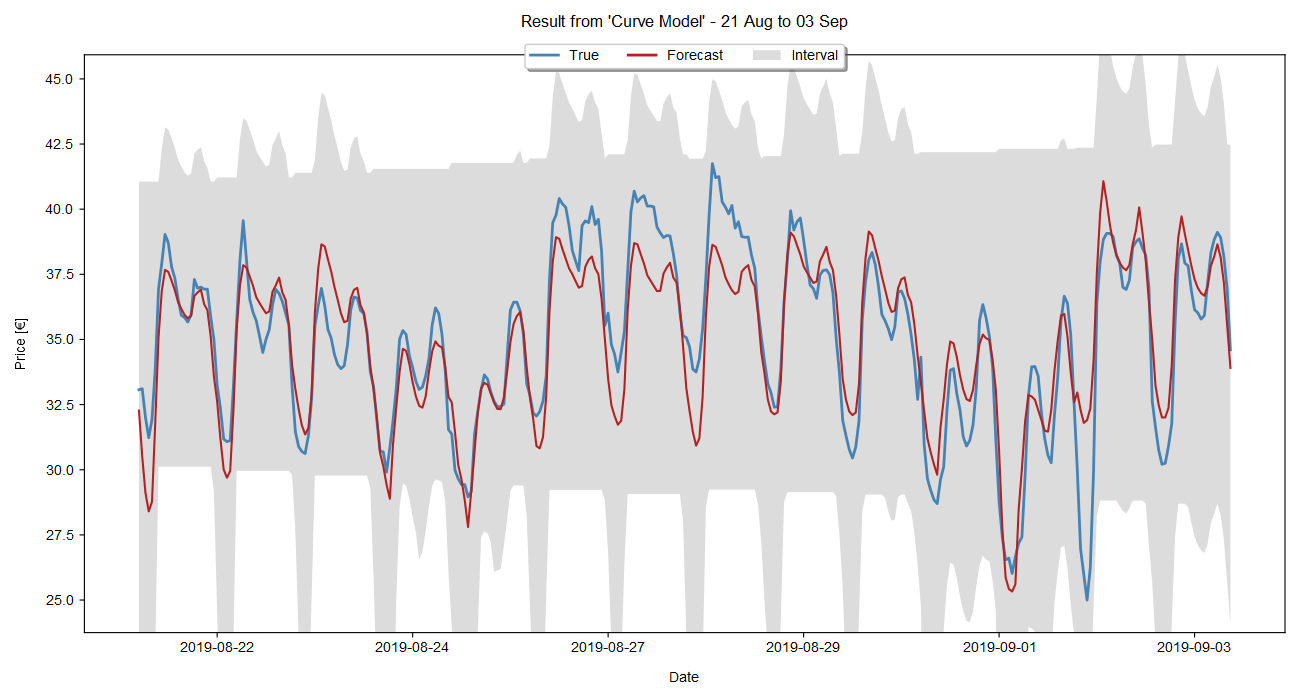 Result from 'Curve Model' - 21 Aug to 03 Sep
True Forecast Interval
45.0
42.5
40.0
37.5
35.0
32.5
30.0
27.5
25.0
Price [€]
2019-08-22 2019-08-24 2019-08-27 2019-08-29 2019-09-01 2019-09-03
Date